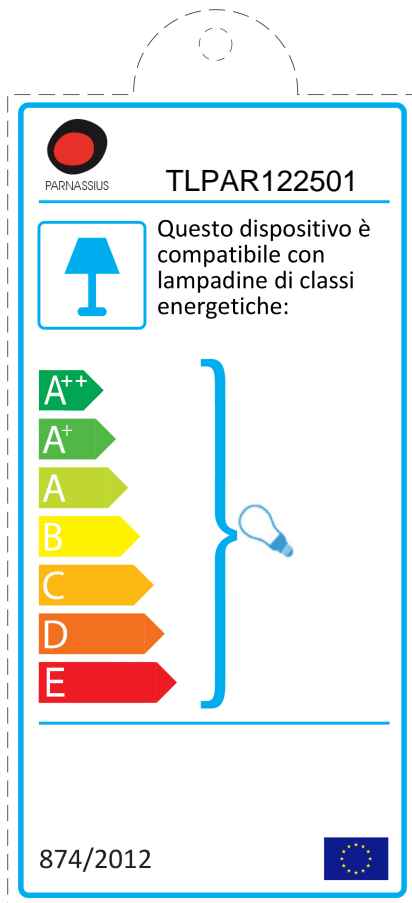 PARNASSIUS
TLPAR122501
Questo dispositivo è
compatibile con
lampadine di classi
energetiche:
A++
A+
A
B
C
D
E
874/2012